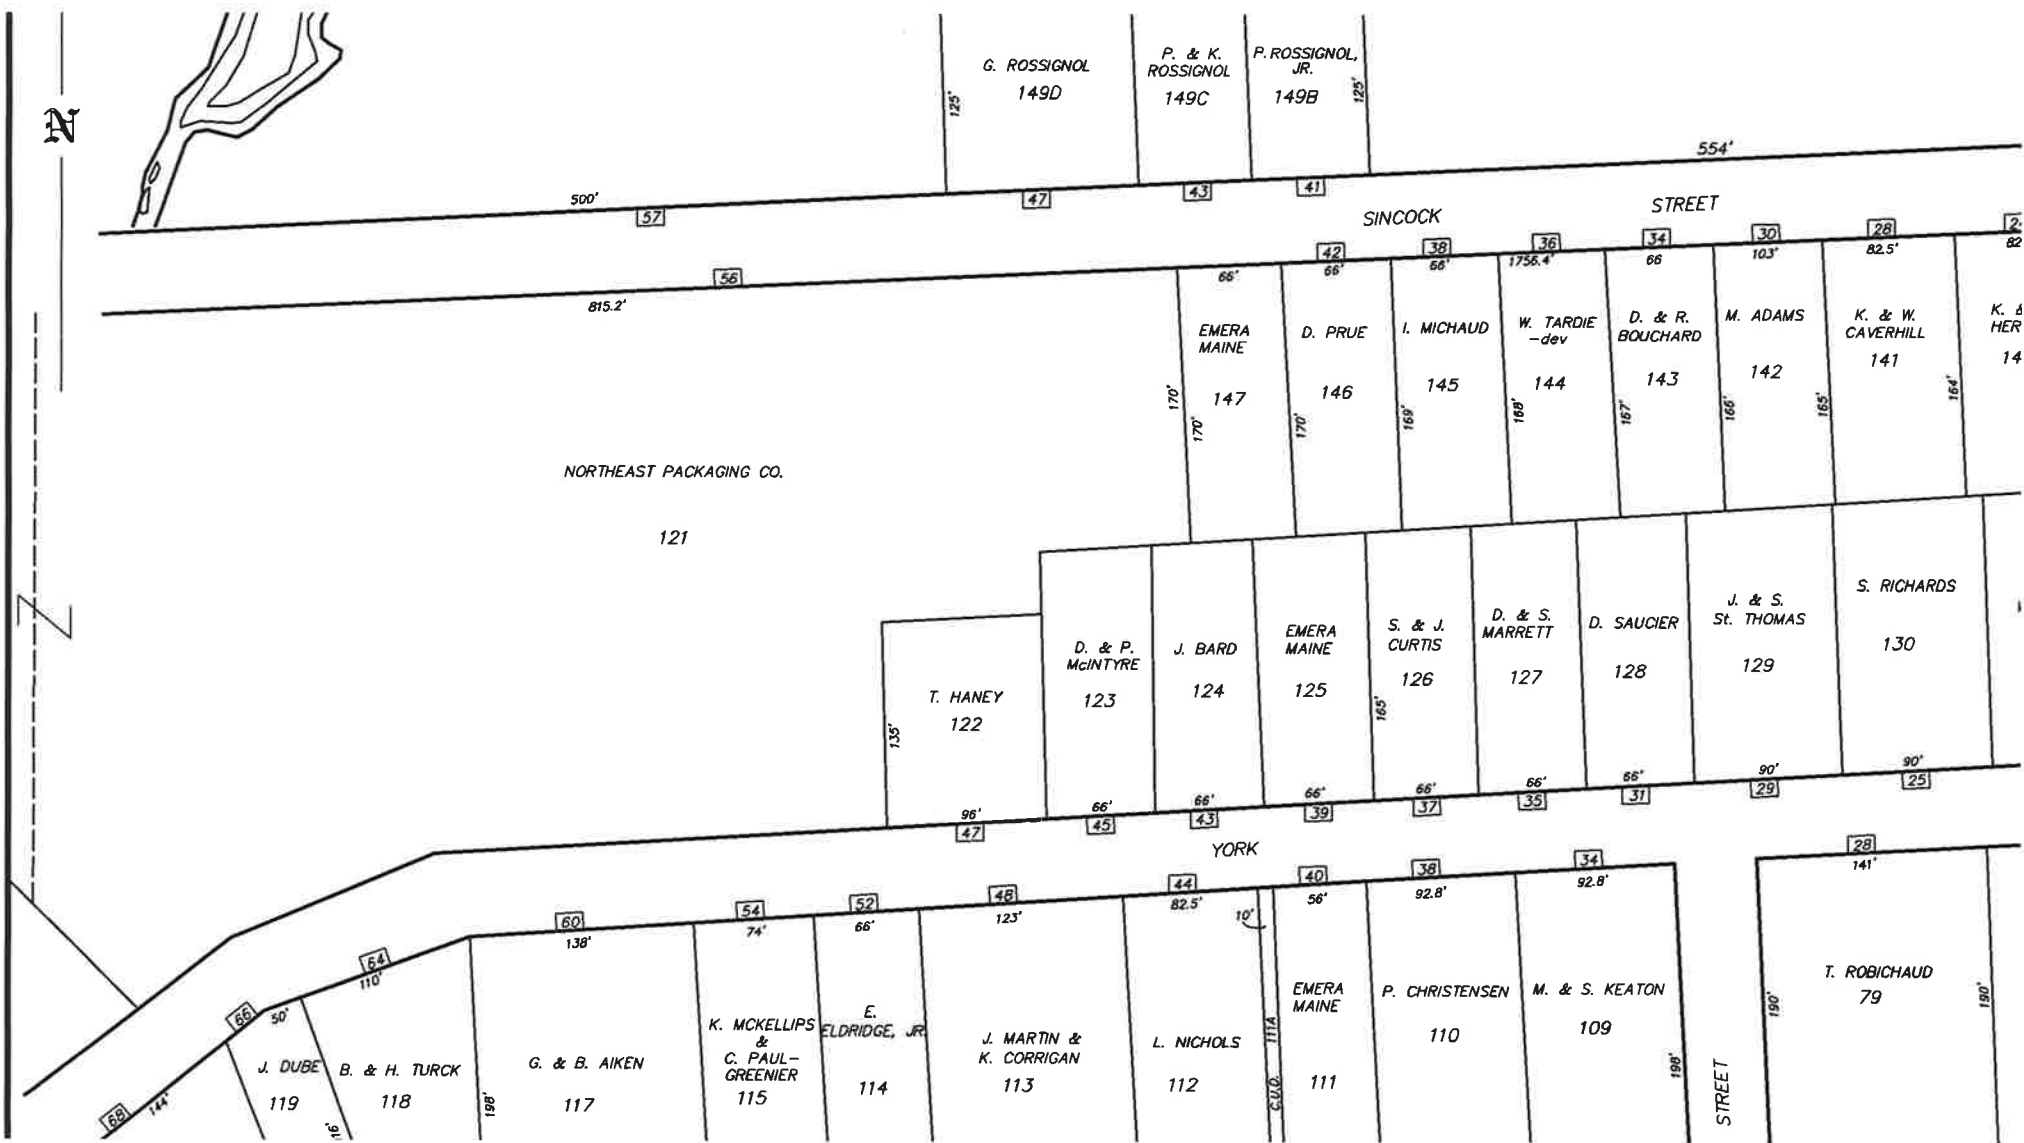 G. ROSSIGNOL
149D
P. & K.
ROSSIGNOL
149C
P. ROSSIGNOL,
JR.
149B
125'
125'
N
554'
500'
57
47
43
41
SINCOCK STREET
56
815.2'
42
38
36
34
30
28
66'
66'
66'
1756.4'
66
103'
82.5'
82
EMERA
MAINE
147
D. PRUE
146
I. MICHAUD
145
W. TARDIE
-dev
144
D. & R.
BOUCHARD
143
M. ADAMS
142
K. & W.
CAVERHILL
141
K. &
HER
14
170'
170'
170'
169'
168'
167'
166'
165'
164'
NORTHEAST PACKAGING CO.
121
Z
T. HANEY
122
D. & P.
McINTYRE
123
J. BARD
124
EMERA
MAINE
125
S. & J.
CURTIS
126
D. & S.
MARRETT
127
D. SAUCIER
128
J. & S.
St. THOMAS
129
S. RICHARDS
130
135'
165'
96'
66'
66'
66'
66'
66'
66'
90'
90'
47
45
43
39
37
35
31
29
25
YORK
STREET
68
66
64
60
54
52
48
44
40
38
34
28
144'
50'
110'
138'
74'
66'
123'
82.5'
10'
56'
92.8'
92.8'
141'
J. DUBE
119
B. & H. TURCK
118
G. & B. AIKEN
117
K. MCKELLIPS
&
C. PAUL-
GREENIER
115
E.
ELDRIDGE, JR.
114
J. MARTIN &
K. CORRIGAN
113
L. NICHOLS
112
C.U.D. 111A
EMERA
MAINE
111
P. CHRISTENSEN
110
M. & S. KEATON
109
T. ROBICHAUD
79
16'
198'
198'
190'
190'